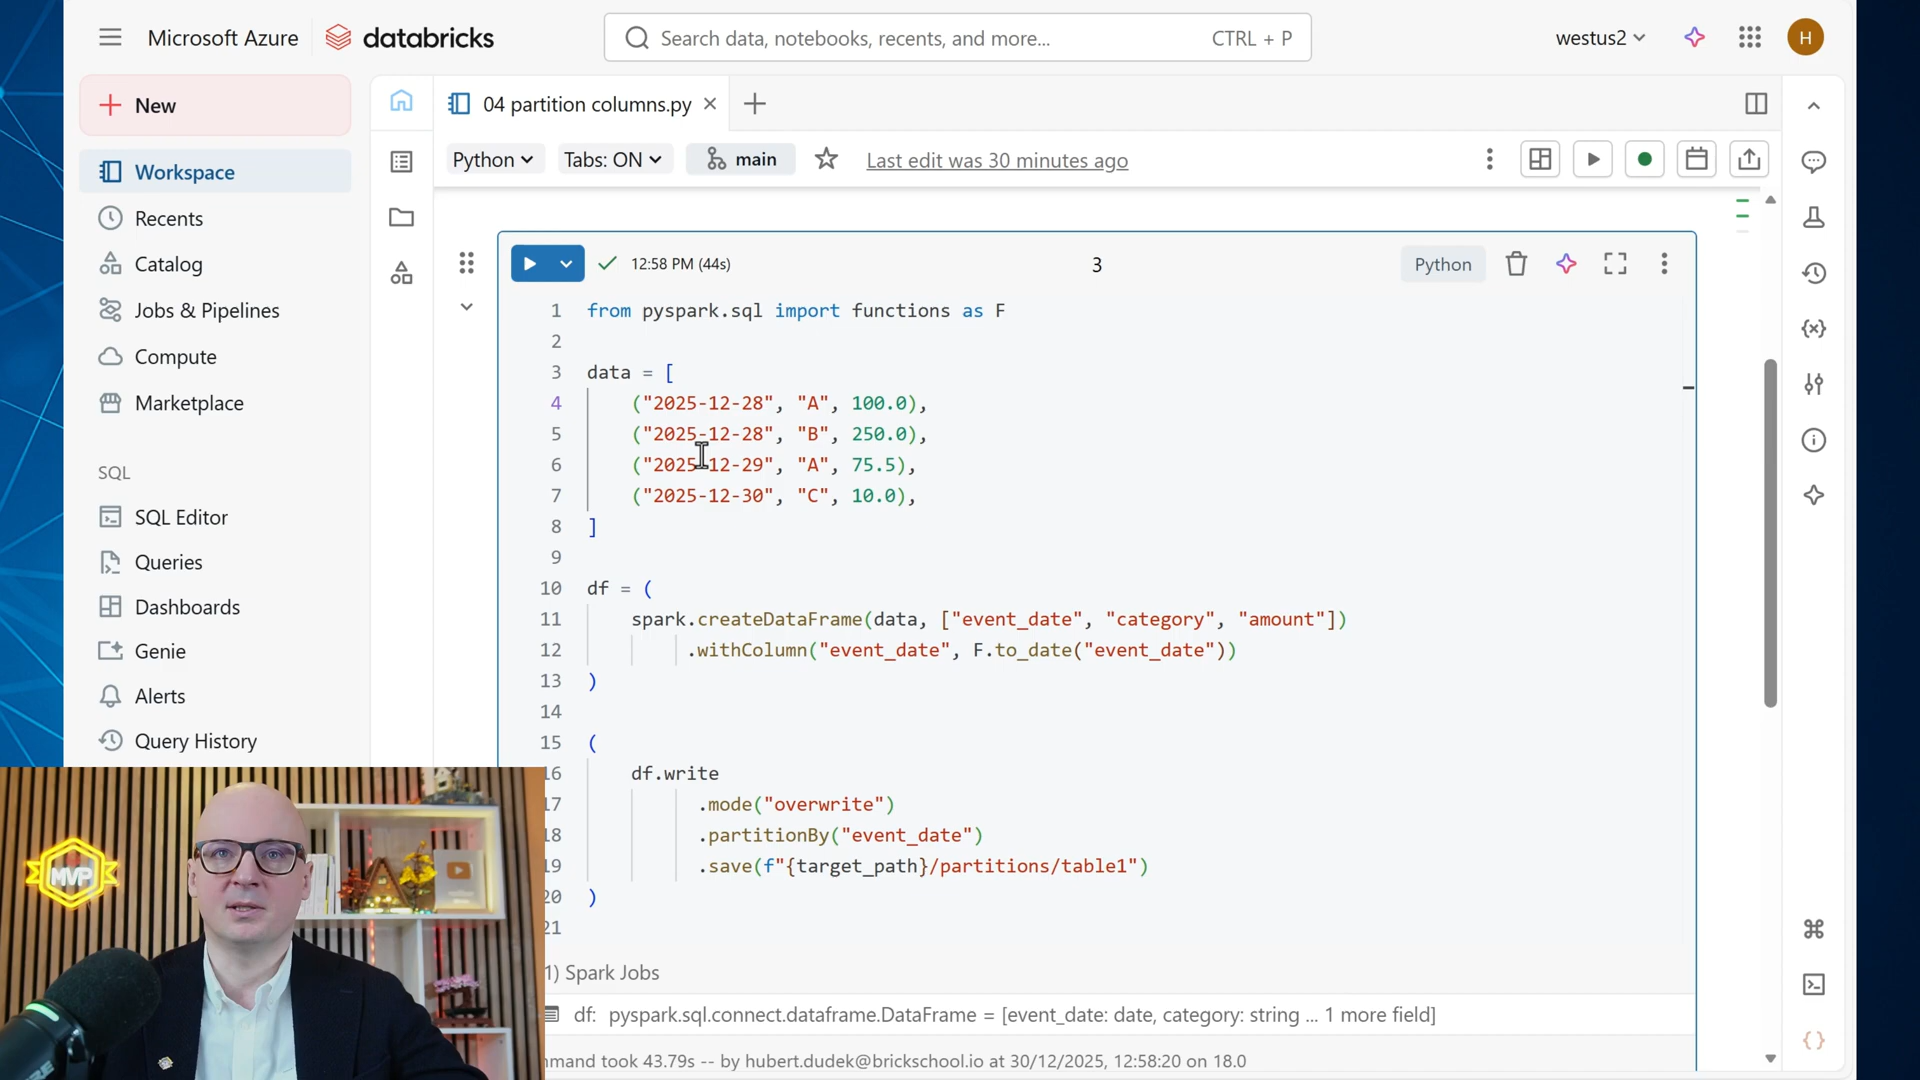 Microsoft Azure
databricks
Search data, notebooks, recents, and more...
CTRL + P
westus2
H
New
04 partition columns.py
Python
Tabs: ON
main
Last edit was 30 minutes ago
Workspace
Recents
Catalog
Jobs & Pipelines
Compute
Marketplace
SQL
SQL Editor
Queries
Dashboards
Genie
Alerts
Query History
12:58 PM (44s)
3
Python
1 from pyspark.sql import functions as F
2
3 data = [
4 ("2025-12-28", "A", 100.0),
5 ("2025-12-28", "B", 250.0),
6 ("2025-12-29", "A", 75.5),
7 ("2025-12-30", "C", 10.0),
8 ]
9
10 df = (
11 spark.createDataFrame(data, ["event_date", "category", "amount"])
12 .withColumn("event_date", F.to_date("event_date"))
13 )
14
15 (
16 df.write
17 .mode("overwrite")
18 .partitionBy("event_date")
19 .save(f"{target_path}/partitions/table1")
20 )
21
1) Spark Jobs
df: pyspark.sql.connect.dataframe.DataFrame = [event_date: date, category: string ... 1 more field]
mmand took 43.79s -- by hubert.dudek@brickschool.io at 30/12/2025, 12:58:20 on 18.0
MVP